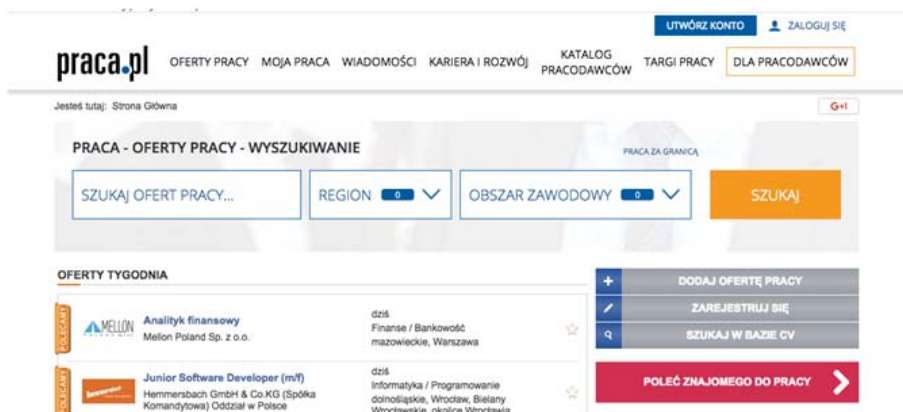 UTWÓRZ KONTO ZALOGUJ SIĘ
praca.pl OFERTY PRACY MOJA PRACA WIADOMOŚCI KARIERA I ROZWÓJ KATALOG PRACODAWCÓW TARGI PRACY DLA PRACODAWCÓW
Jesteś tutaj: Strona Główna G+1
PRACA - OFERTY PRACY - WYSZUKIWANIE
PRACA ZA GRANICĄ
SZUKAJ OFERT PRACY... REGION 0 OBSZAR ZAWODOWY 0 SZUKAJ
OFERTY TYGODNIA
POLECAMY
MELLON
Analityk finansowy
Mellon Poland Sp. z o.o.
dziś
Finanse / Bankowość
mazowieckie, Warszawa
POLECAMY
Junior Software Developer (m/f)
Hemmersbach GmbH & Co.KG (Spółka
Komandytowa) Oddział w Polsce
dziś
Informatyka / Programowanie
dolnośląskie, Wrocław, Bielany
Wrocławskie, okolice Wrocławia
DODAJ OFERTĘ PRACY
ZAREJESTRUJ SIĘ
SZUKAJ W BAZIE CV
POLEĆ ZNAJOMEGO DO PRACY